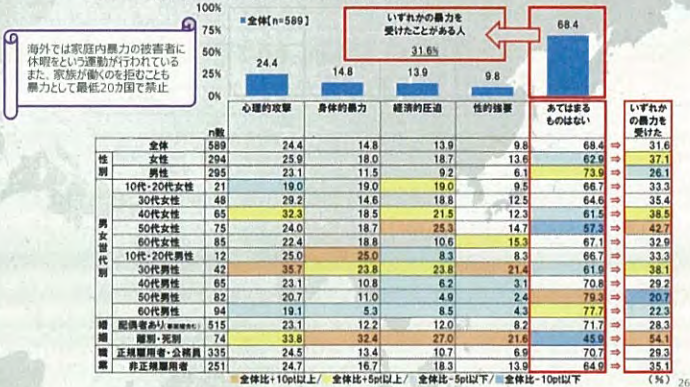 海外では家庭内暴力の被害者に
休暇をという運動が行われている
また、家族が働くのを拒むことも
暴力として最低20カ国で禁止
100%
75%
50%
25%
0%
■全体[n=589]
いずれかの暴力を
受けたことがある人
31.6%
24.4
14.8
13.9
9.8
68.4
n数 心理的攻撃 身体的暴力 経済的圧迫 性的強要 あてはまるものはない いずれかの暴力を受けた
全体 589 24.4 14.8 13.9 9.8 68.4 ⇒ 31.6
性別
女性 294 25.9 18.0 18.7 13.6 62.9 ⇒ 37.1
男性 295 23.1 11.5 9.2 6.1 73.9 ⇒ 26.1
男女世代別
10代・20代女性 21 19.0 19.0 19.0 9.5 66.7 ⇒ 33.3
30代女性 48 29.2 14.6 18.8 12.5 64.6 ⇒ 35.4
40代女性 65 32.3 18.5 21.5 12.3 61.5 ⇒ 38.5
50代女性 75 24.0 18.7 25.3 14.7 57.3 ⇒ 42.7
60代女性 85 22.4 18.8 10.6 15.3 67.1 ⇒ 32.9
10代・20代男性 12 25.0 25.0 8.3 8.3 66.7 ⇒ 33.3
30代男性 42 35.7 23.8 23.8 21.4 61.9 ⇒ 38.1
40代男性 65 23.1 10.8 6.2 3.1 70.8 ⇒ 29.2
50代男性 82 20.7 11.0 4.9 2.4 79.3 ⇒ 20.7
60代男性 94 19.1 5.3 8.5 4.3 77.7 ⇒ 22.3
婚姻
配偶者あり(事実婚含む) 515 23.1 12.2 12.0 8.2 71.7 ⇒ 28.3
離別・死別 74 33.8 32.4 27.0 21.6 45.9 ⇒ 54.1
職業
正規雇用者・公務員 335 24.5 13.4 10.7 6.9 70.7 ⇒ 29.3
非正規雇用者 251 24.7 16.7 18.3 13.9 64.9 ⇒ 35.1
■全体比+10pt以上/ 全体比+5pt以上/ 全体比-5pt以下/ ■全体比-10pt以下 (%)
26